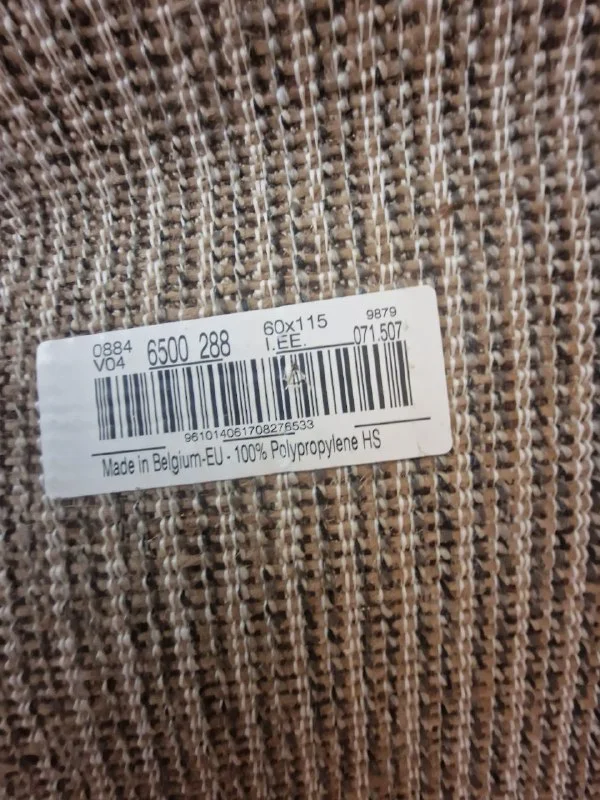 0884 6500 288 60x115 9879
V04 I.EE. 071.507
961014061708276533
Made in Belgium-EU - 100% Polypropylene HS